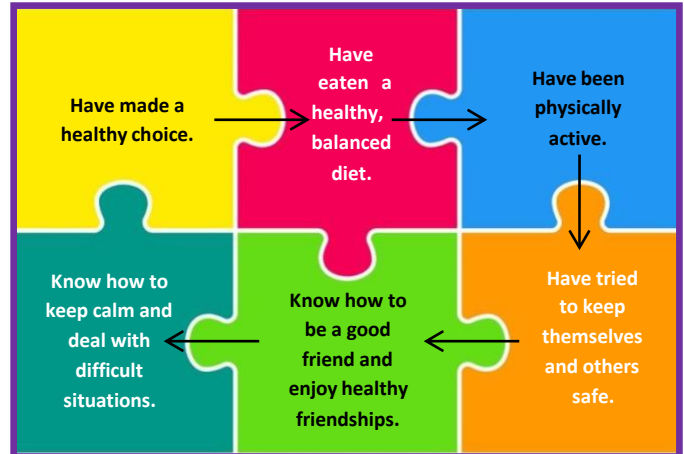 Have made a
healthy choice.
Have
eaten a
healthy,
balanced
diet.
Have been
physically
active.
Have tried
to keep
themselves
and others
safe.
Know how to
be a good
friend and
enjoy healthy
friendships.
Know how to
keep calm and
deal with
difficult
situations.